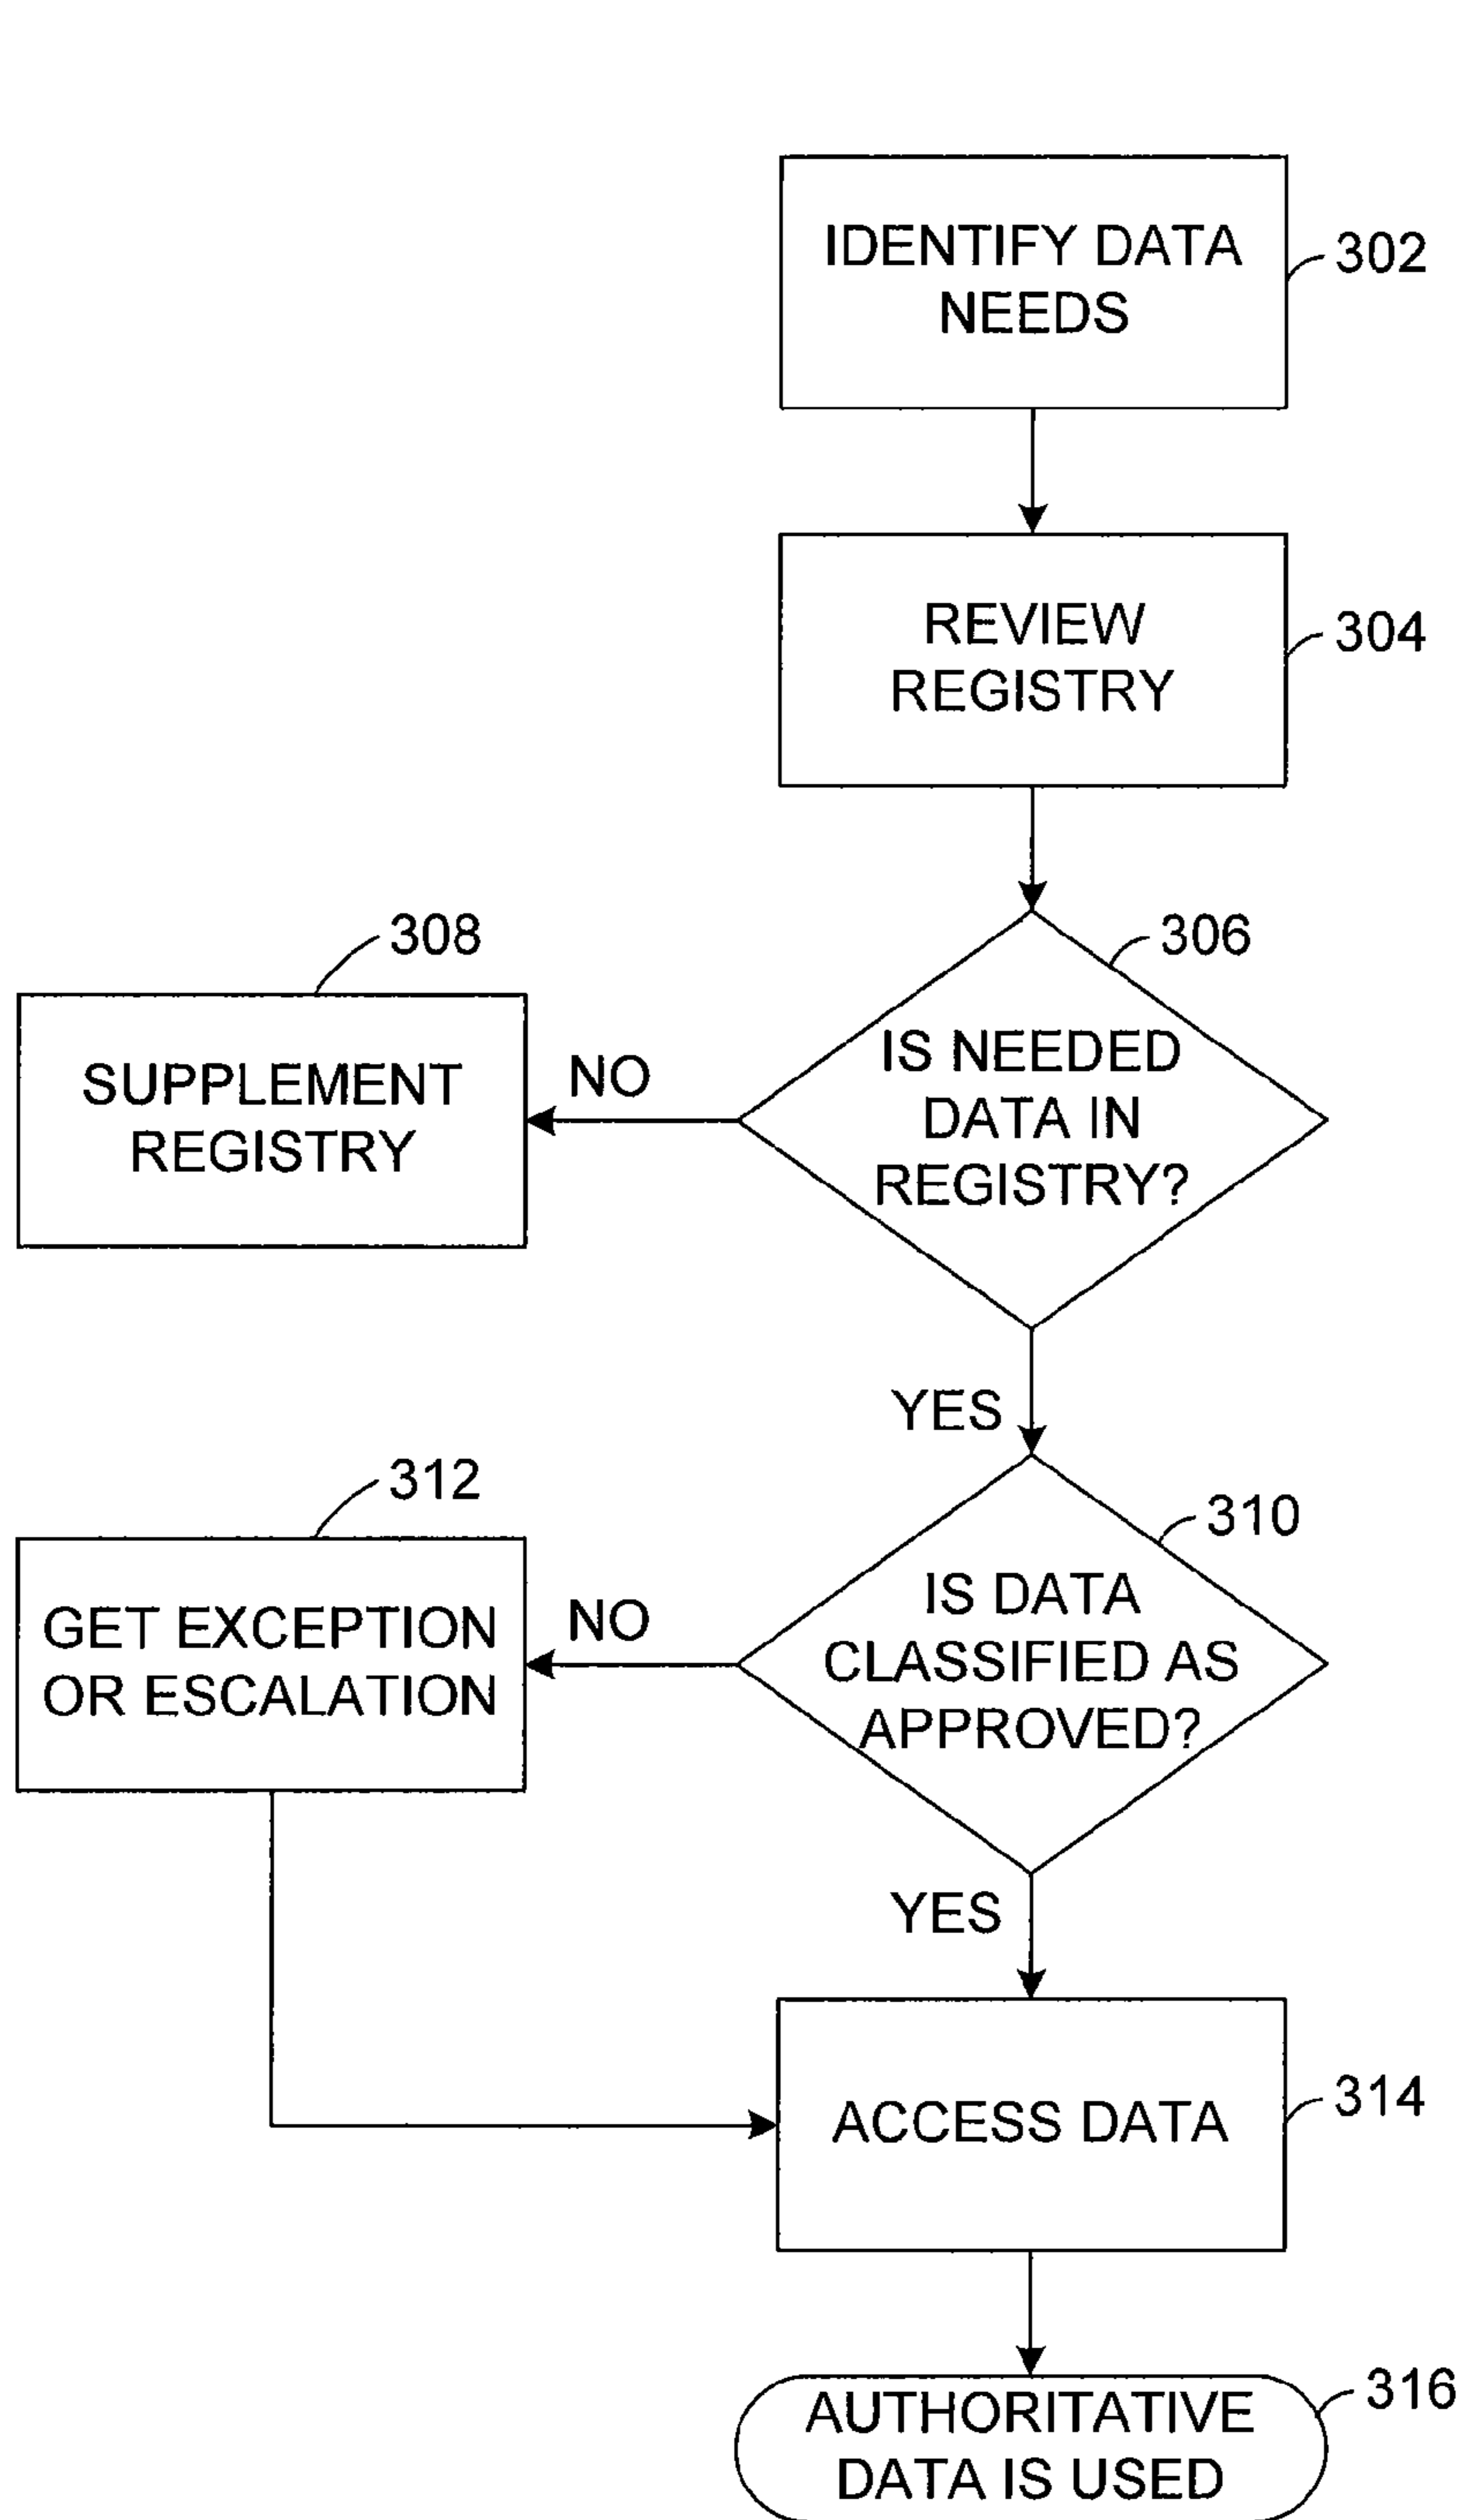 IDENTIFY DATA
NEEDS
302
REVIEW
REGISTRY
304
308
306
SUPPLEMENT
REGISTRY
NO
IS NEEDED
DATA IN
REGISTRY?
YES
312
310
GET EXCEPTION
OR ESCALATION
NO
IS DATA
CLASSIFIED AS
APPROVED?
YES
ACCESS DATA
314
AUTHORITATIVE
DATA IS USED
316